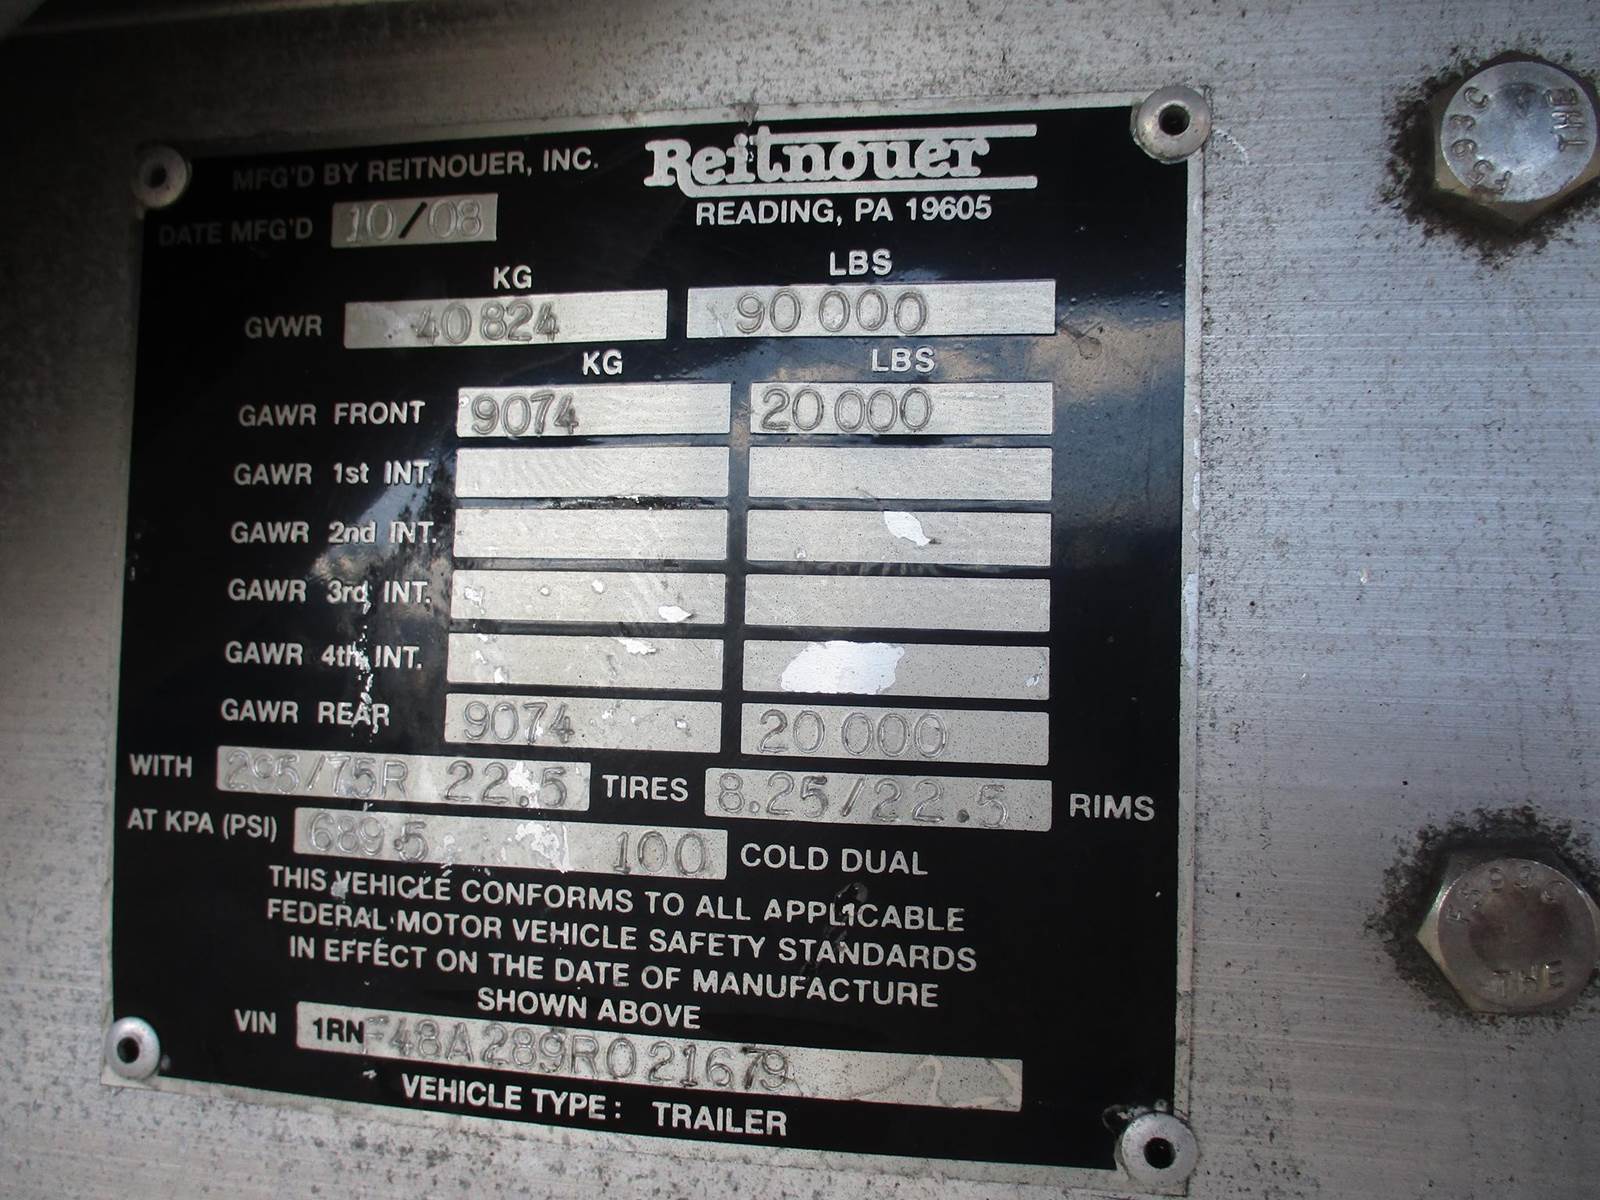 MFG'D BY REITNOUER, INC. Reitnouer
READING, PA 19605
DATE MFG'D 10/08
KG LBS
GVWR 40824 90000
KG LBS
GAWR FRONT 9074 20000
GAWR 1st INT.
GAWR 2nd INT.
GAWR 3rd INT.
GAWR 4th INT.
GAWR REAR 9074 20000
WITH 295/75R 22.5 TIRES 8.25/22.5 RIMS
AT KPA (PSI) 689.5 100 COLD DUAL
THIS VEHICLE CONFORMS TO ALL APPLICABLE
FEDERAL MOTOR VEHICLE SAFETY STANDARDS
IN EFFECT ON THE DATE OF MANUFACTURE
SHOWN ABOVE
VIN 1RNF48A289R021679
VEHICLE TYPE: TRAILER
THE
THE